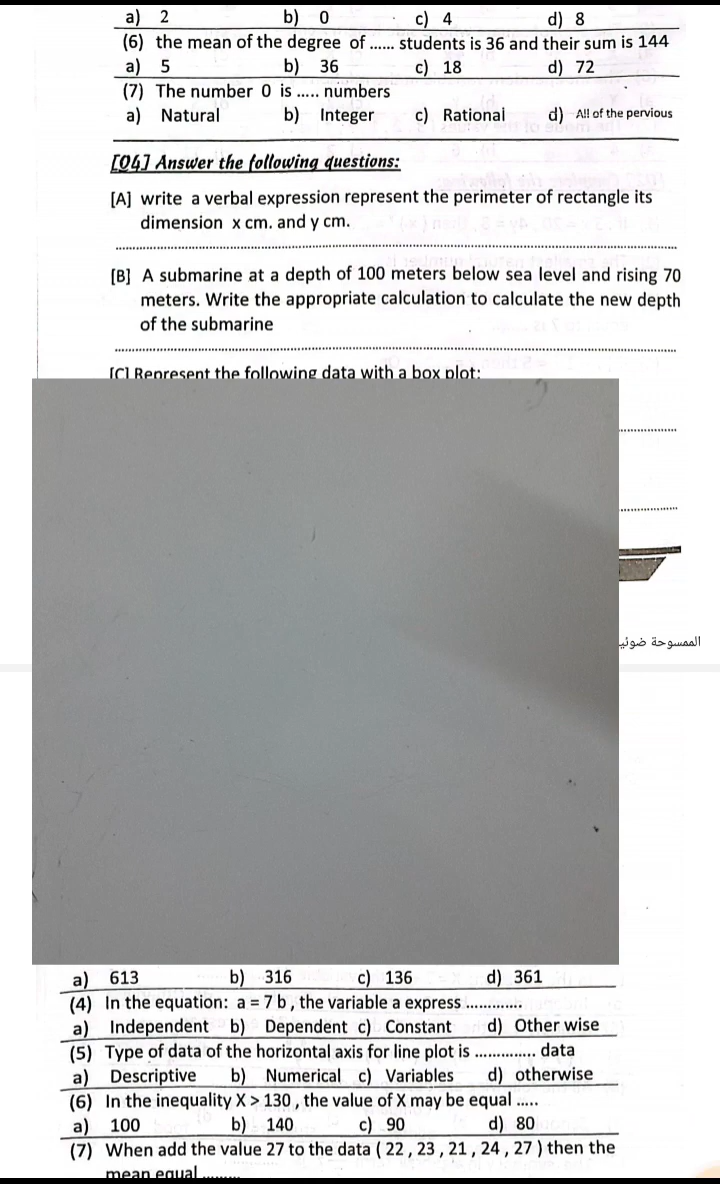 a) 2 b) 0 c) 4 d) 8
(6) the mean of the degree of ...... students is 36 and their sum is 144
a) 5 b) 36 c) 18 d) 72
(7) The number 0 is ..... numbers
a) Natural b) Integer c) Rational d) All of the pervious
[Q4] Answer the following questions:
[A] write a verbal expression represent the perimeter of rectangle its
dimension x cm. and y cm.
[B] A submarine at a depth of 100 meters below sea level and rising 70
meters. Write the appropriate calculation to calculate the new depth
of the submarine
[C] Represent the following data with a box plot:
الممسوحة ضوئيا
a) 613 b) 316 c) 136 d) 361
(4) In the equation: a = 7 b , the variable a express .............
a) Independent b) Dependent c) Constant d) Other wise
(5) Type of data of the horizontal axis for line plot is .............. data
a) Descriptive b) Numerical c) Variables d) otherwise
(6) In the inequality X > 130 , the value of X may be equal .....
a) 100 b) 140 c) 90 d) 80
(7) When add the value 27 to the data ( 22 , 23 , 21 , 24 , 27 ) then the
mean equal .........